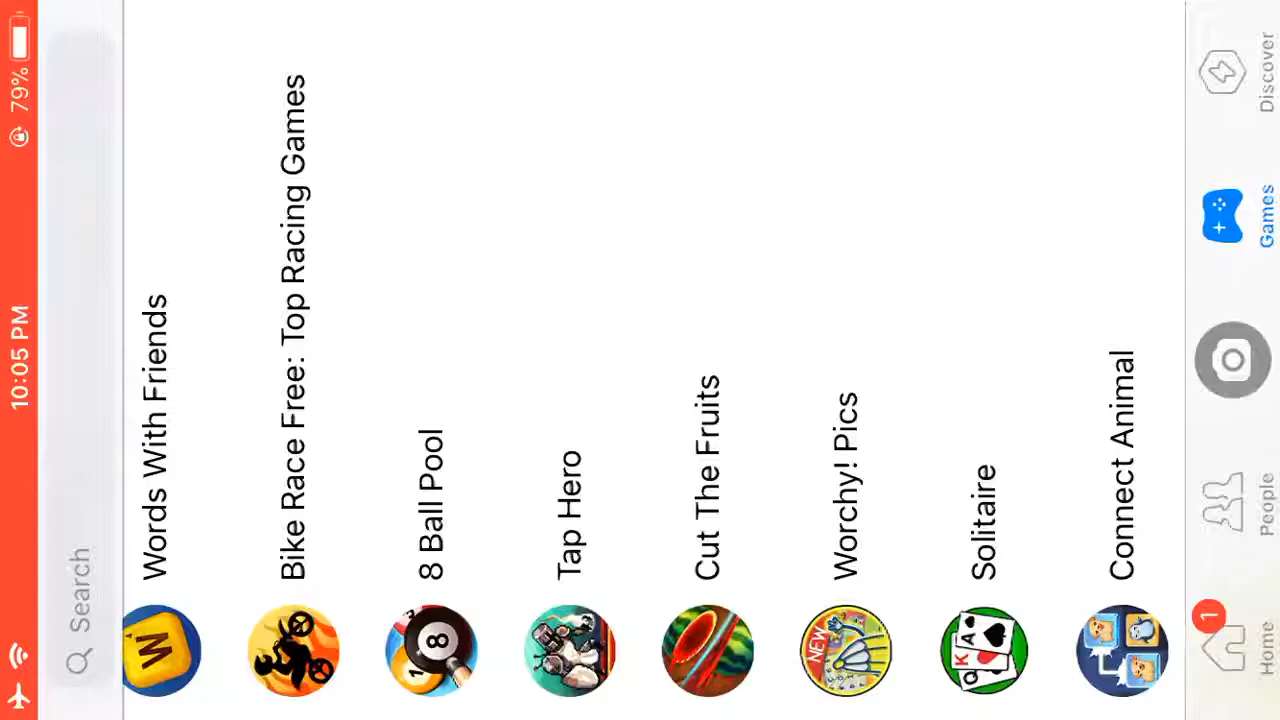 10:05 PM
79%
Search
Words With Friends
Bike Race Free: Top Racing Games
8 Ball Pool
Tap Hero
Cut The Fruits
Worchy! Pics
NEW
Solitaire
Connect Animal
1
Home
People
Games
Discover